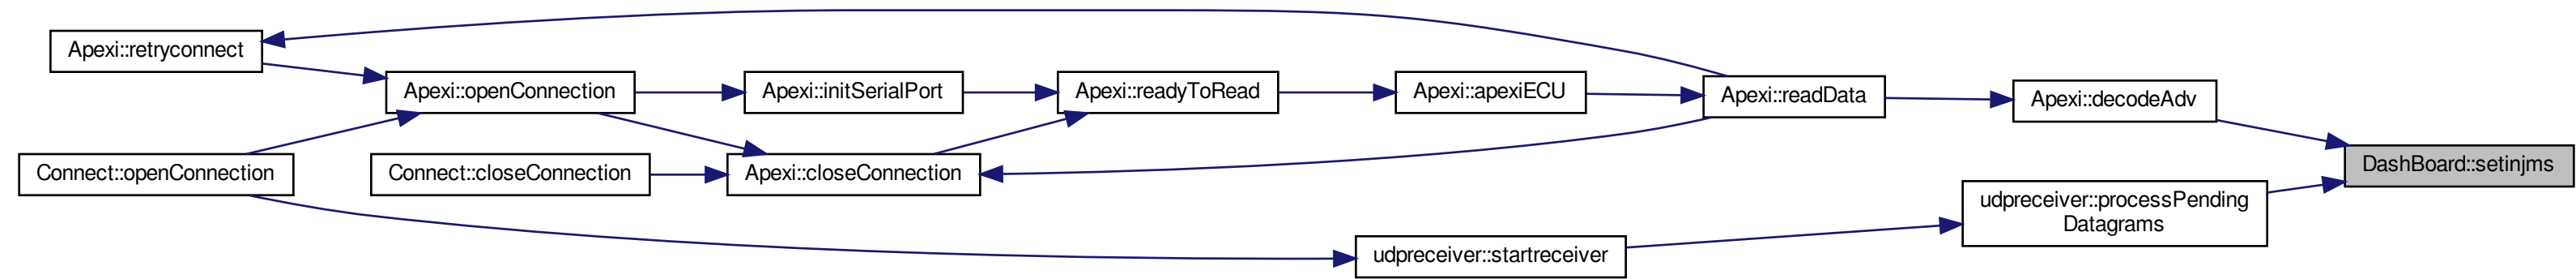 Apexi::retryconnect
Apexi::openConnection
Apexi::initSerialPort
Apexi::readyToRead
Apexi::apexiECU
Apexi::readData
Apexi::decodeAdv
Connect::openConnection
Connect::closeConnection
Apexi::closeConnection
DashBoard::setinjms
udpreceiver::processPending
Datagrams
udpreceiver::startreceiver